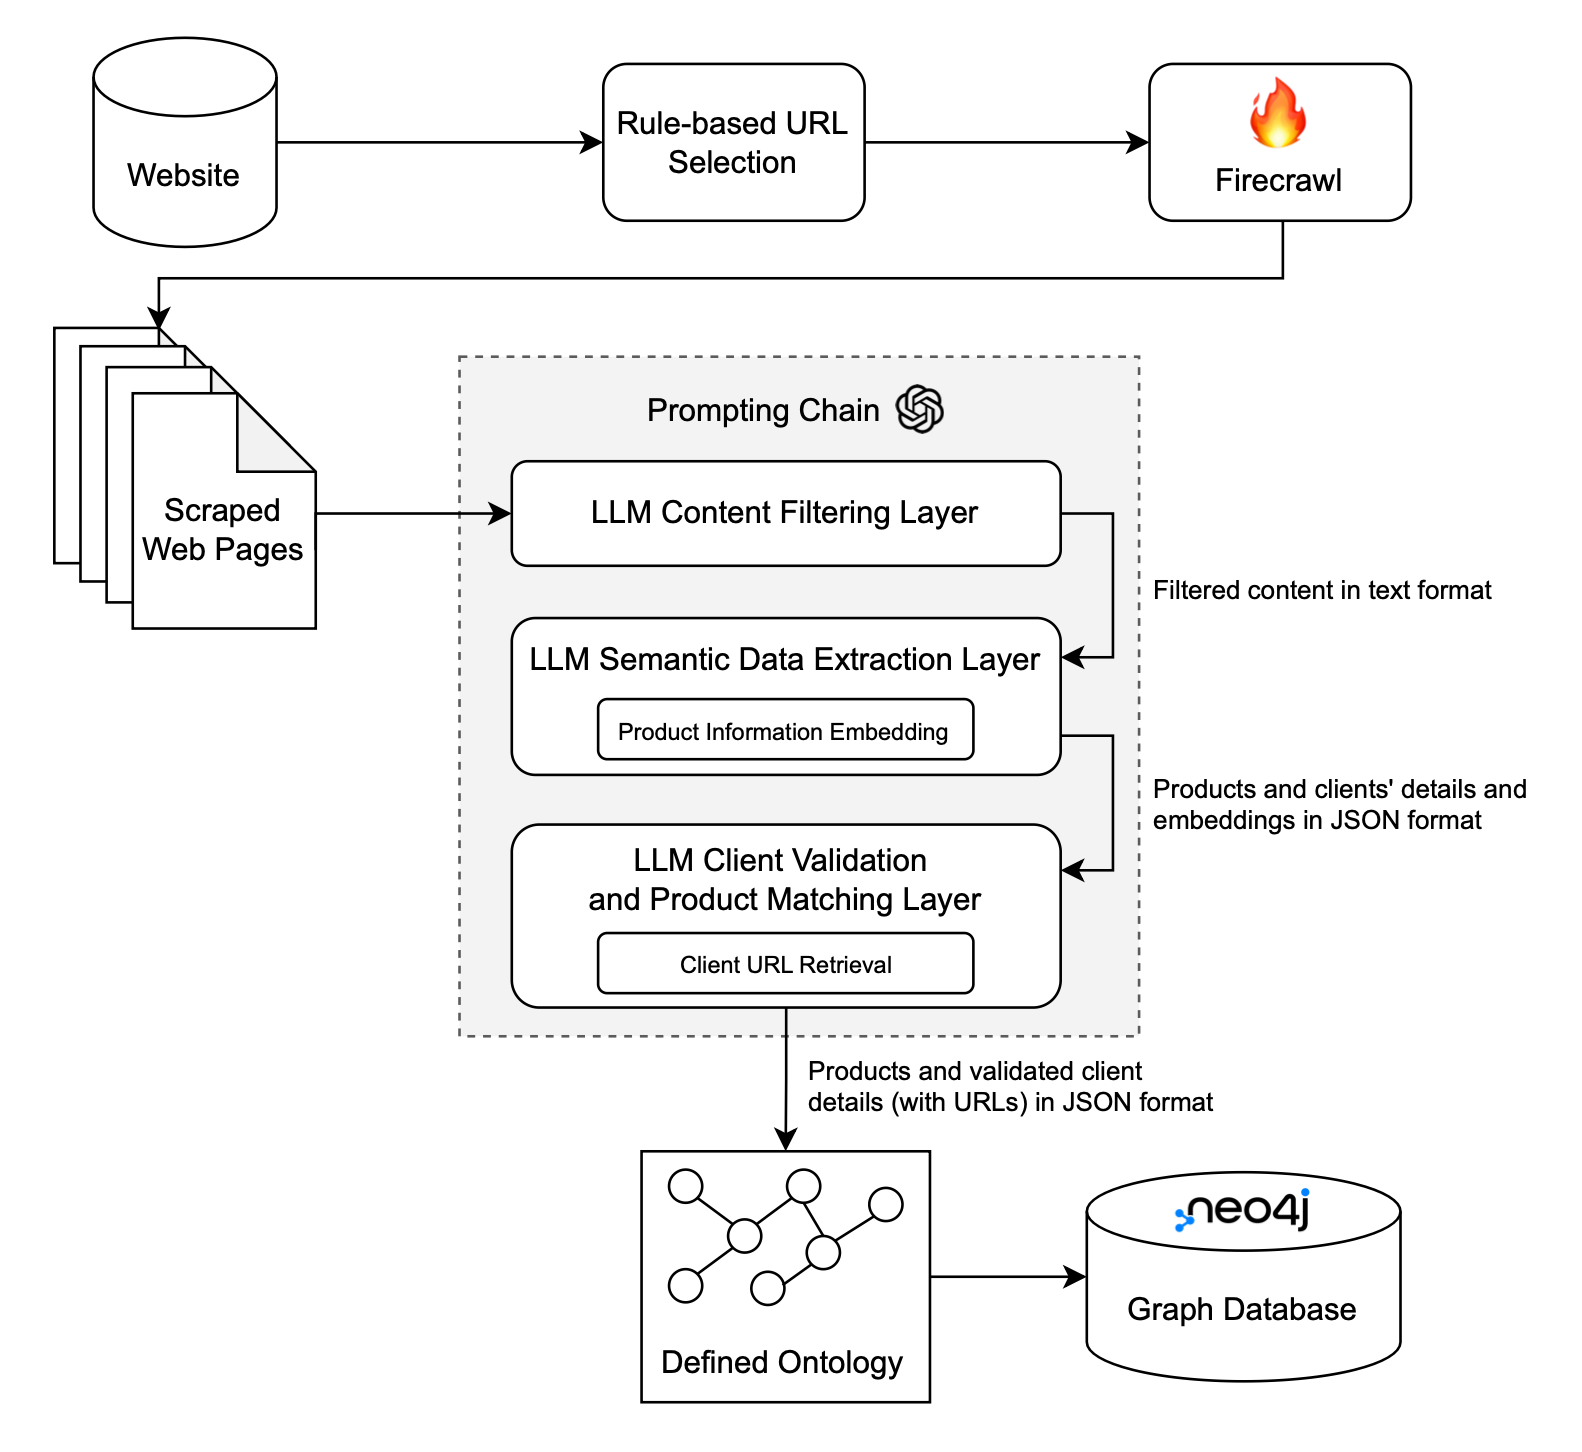 Website
Rule-based URL
Selection
Firecrawl
Scraped
Web Pages
Prompting Chain
LLM Content Filtering Layer
Filtered content in text format
LLM Semantic Data Extraction Layer
Product Information Embedding
Products and clients' details and
embeddings in JSON format
LLM Client Validation
and Product Matching Layer
Client URL Retrieval
Products and validated client
details (with URLs) in JSON format
Defined Ontology
neo4j
Graph Database